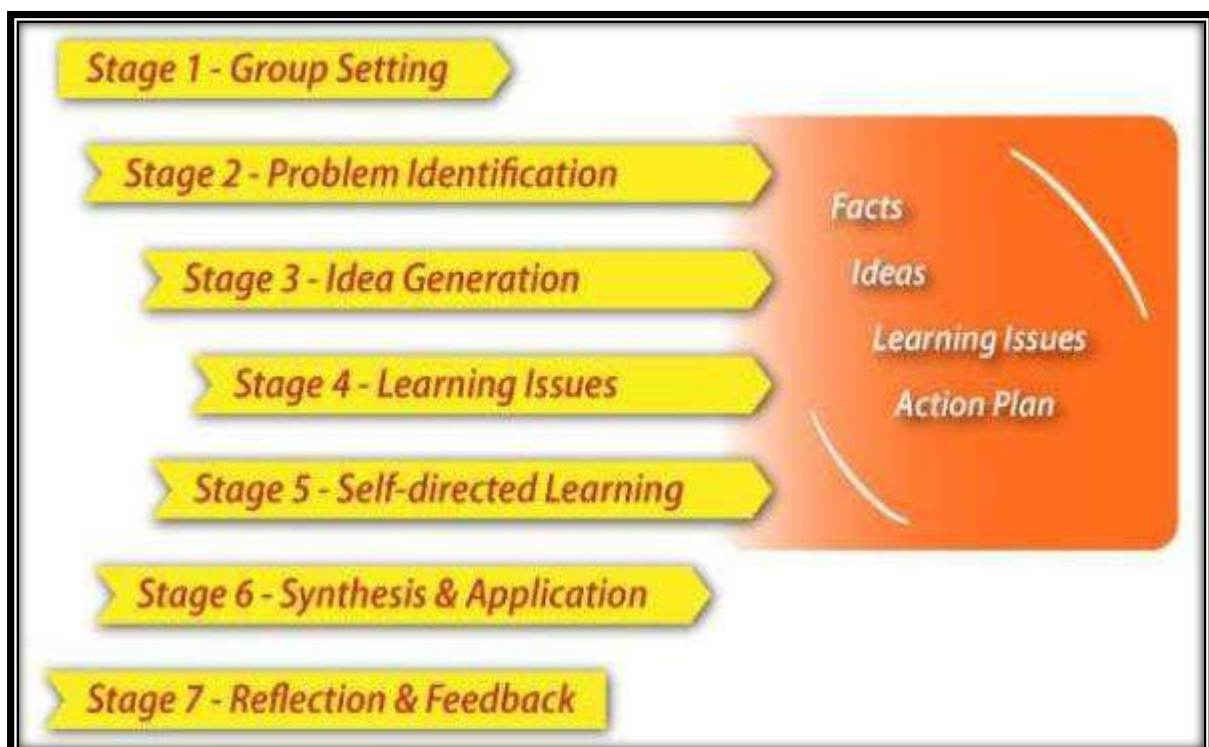 Stage 1 - Group Setting
Stage 2 - Problem Identification
Stage 3 - Idea Generation
Stage 4 - Learning Issues
Stage 5 - Self-directed Learning
Stage 6 - Synthesis & Application
Stage 7 - Reflection & Feedback
Facts
Ideas
Learning Issues
Action Plan